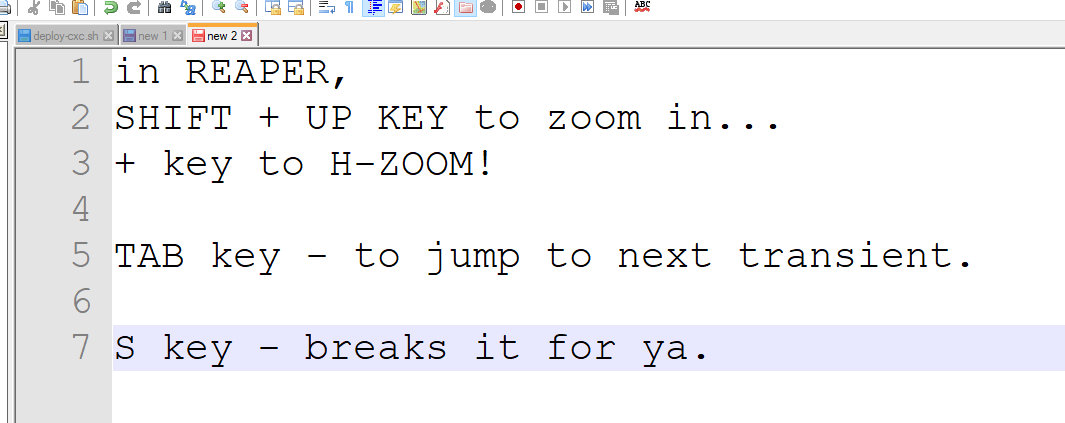 ABC
deploy-cxc.sh new 1 new 2
1 in REAPER,
2 SHIFT + UP KEY to zoom in...
3 + key to H-ZOOM!
4
5 TAB key - to jump to next transient.
6
7 S key - breaks it for ya.